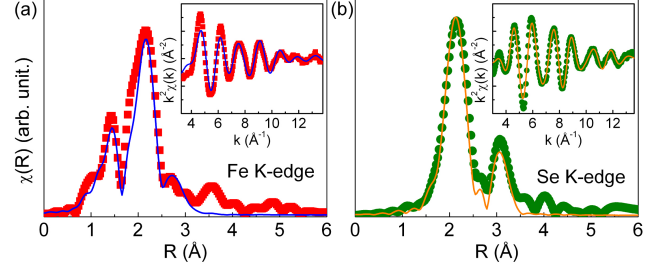 (a)
χ(R) (arb. unit.)
k²χ(k) (Å⁻²)
4 6 8 10 12
k (Å⁻¹)
Fe K-edge
0 1 2 3 4 5 6
R (Å)
(b)
k²χ(k) (Å⁻²)
4 6 8 10 12
k (Å⁻¹)
Se K-edge
0 1 2 3 4 5 6
R (Å)